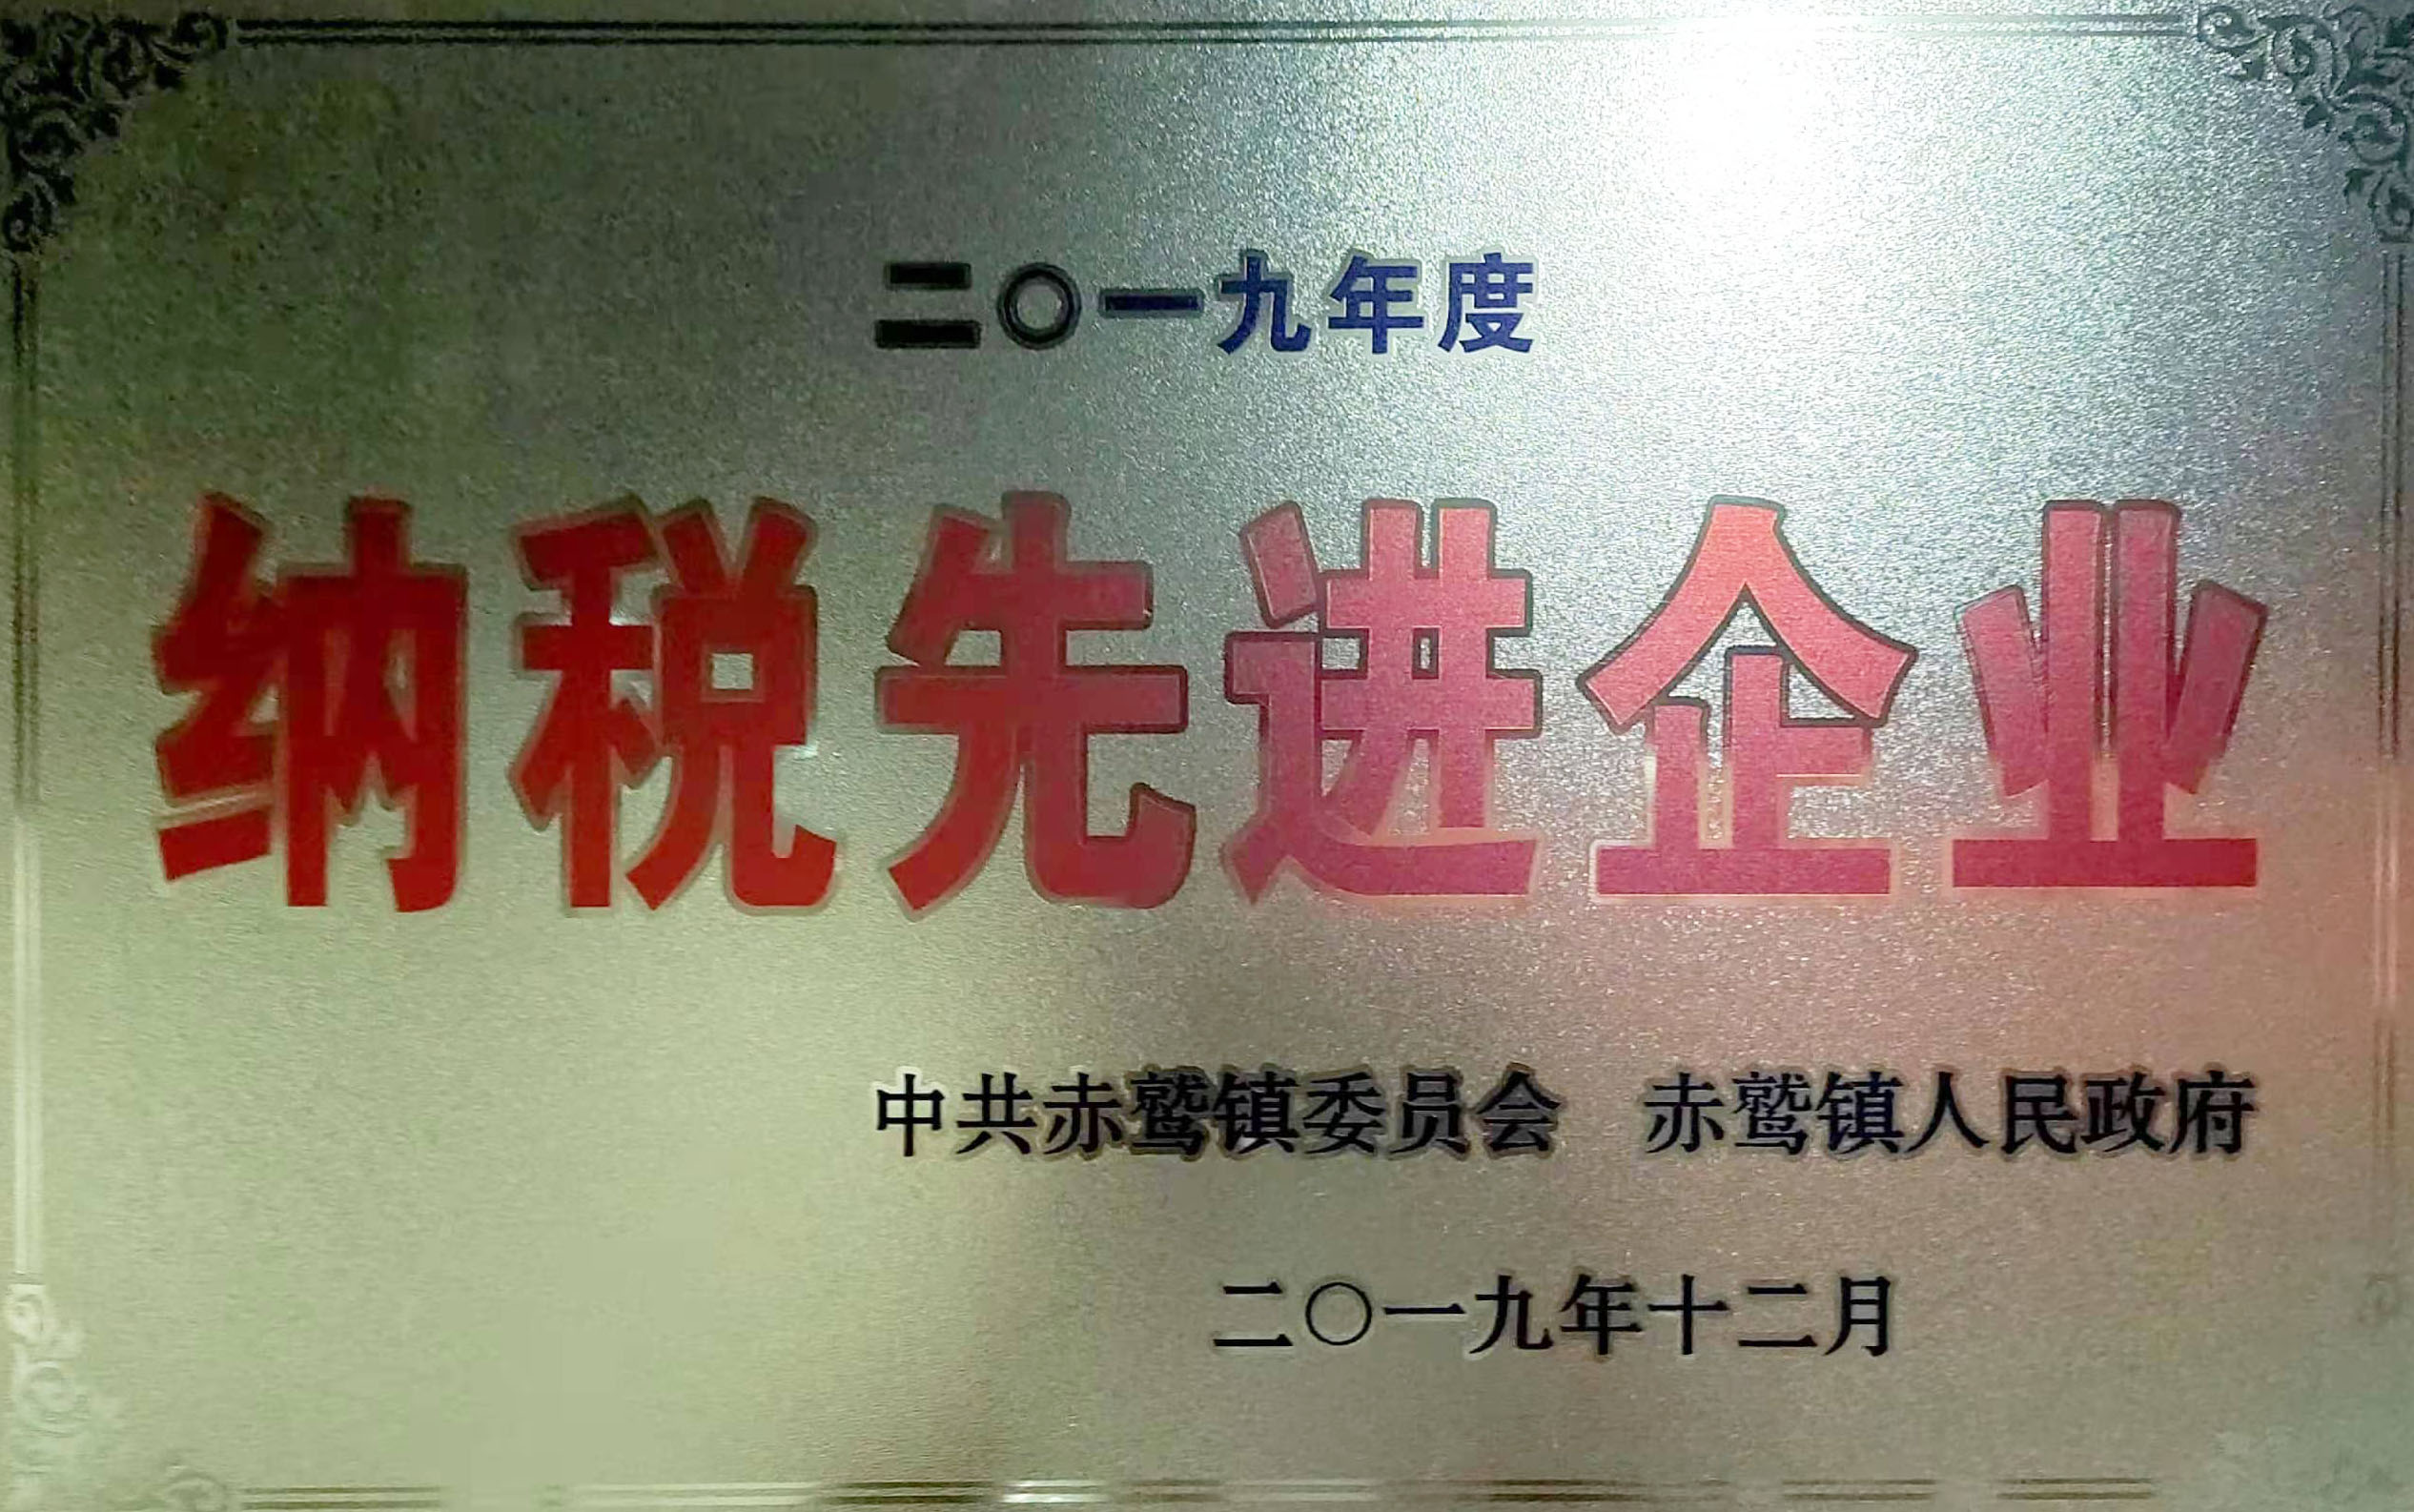 二〇一九年度
纳税先进企业
中共赤鹫镇委员会 赤鹫镇人民政府
二〇一九年十二月